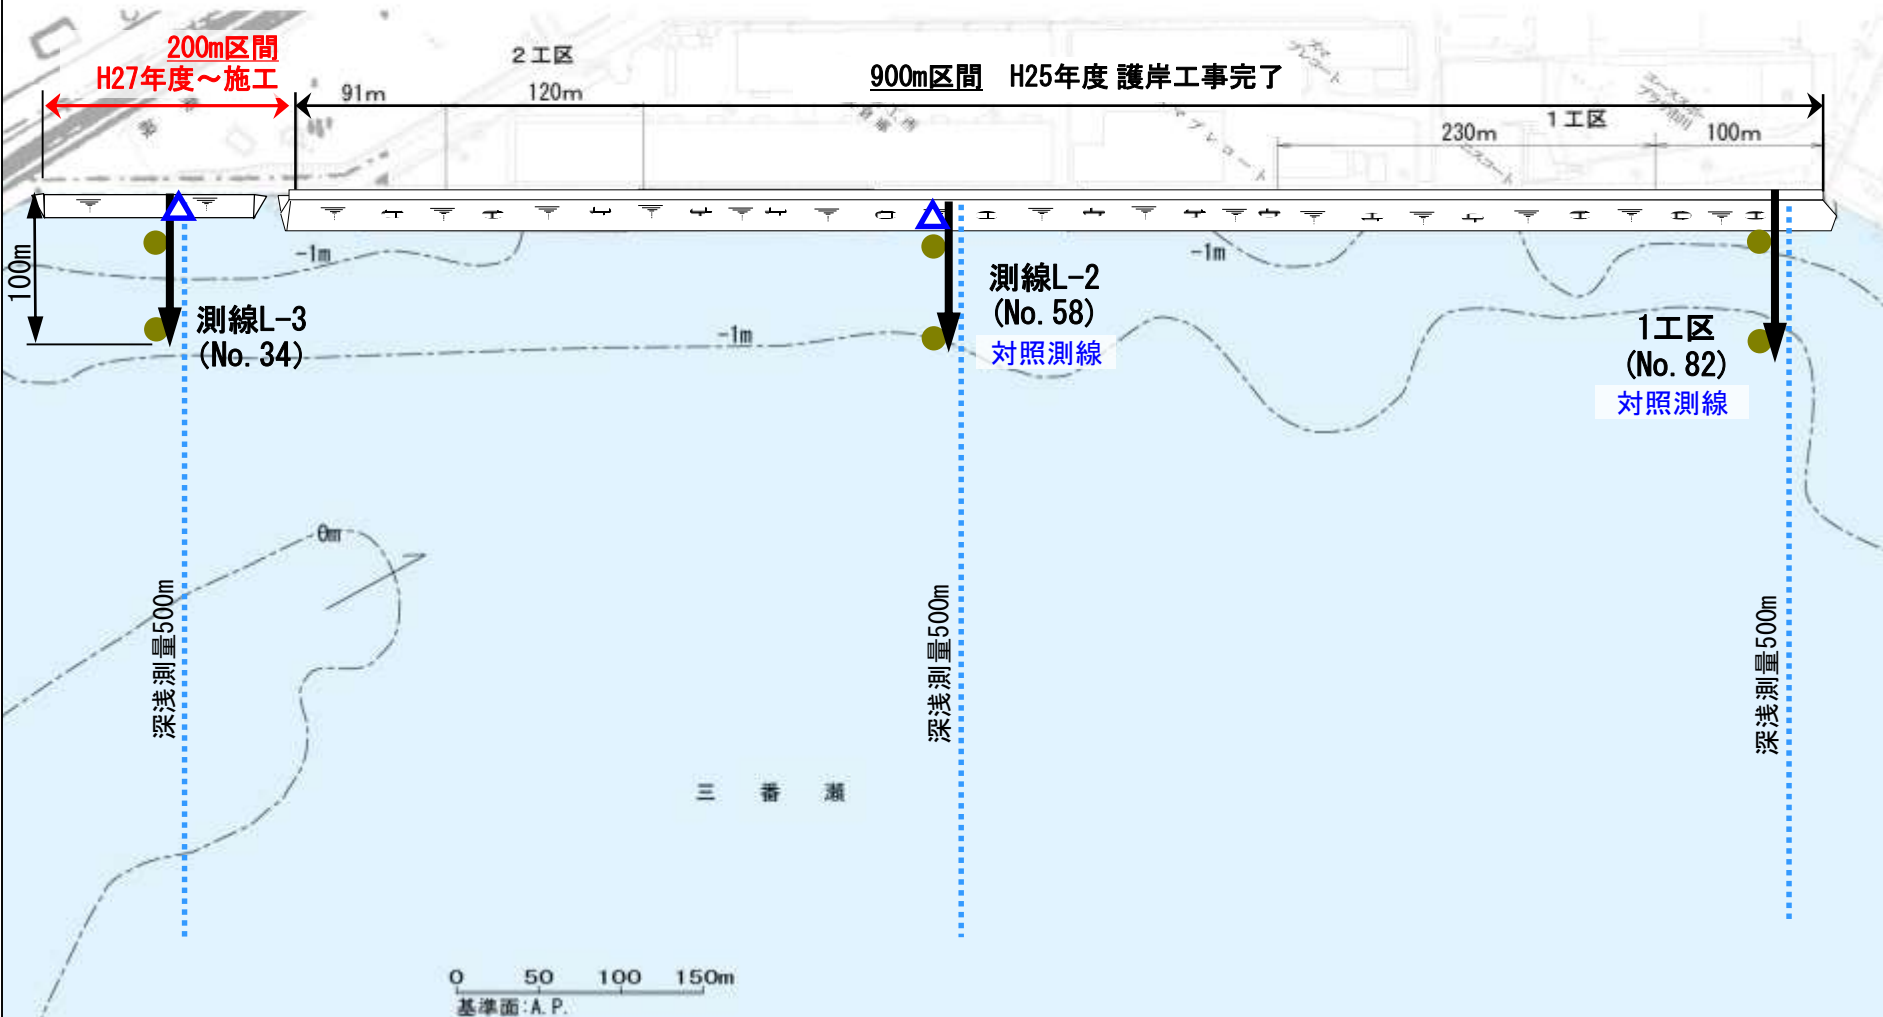 200m区間
H27年度～施工
2工区
900m区間 H25年度 護岸工事完了
91m
120m
230m
1工区
100m
100m
-1m
-1m
-1m
測線L-3
(No.34)
測線L-2
(No.58)
対照測線
1工区
(No.82)
対照測線
0m
深浅測量500m
深浅測量500m
深浅測量500m
三 番 瀬
0 50 100 150m
基準面:A.P.